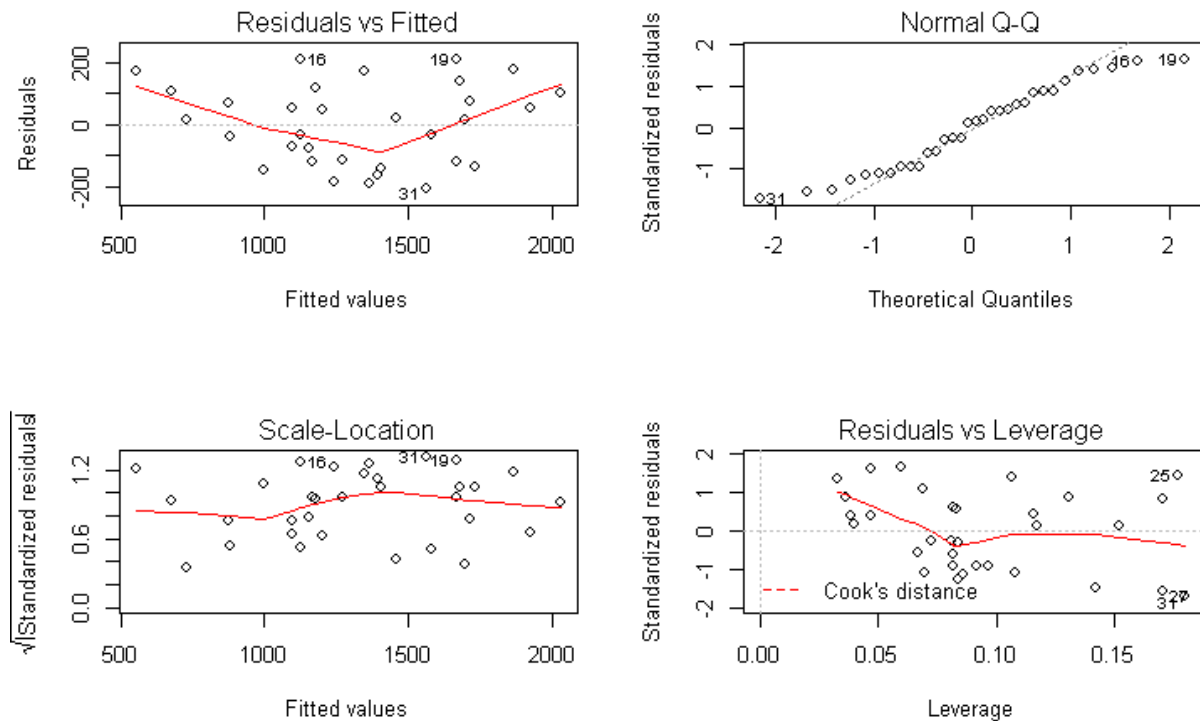 Residuals vs Fitted
Residuals
-200
0
200
16
19
31
500 1000 1500 2000
Fitted values
Normal Q-Q
Standardized residuals
-1
0
1
2
16
19
31
-2 -1 0 1 2
Theoretical Quantiles
Scale-Location
√|Standardized residuals|
0.0
0.6
1.2
16
31
19
500 1000 1500 2000
Fitted values
Residuals vs Leverage
Standardized residuals
-2
-1
0
1
2
25
27
31
Cook's distance
0.00 0.05 0.10 0.15
Leverage